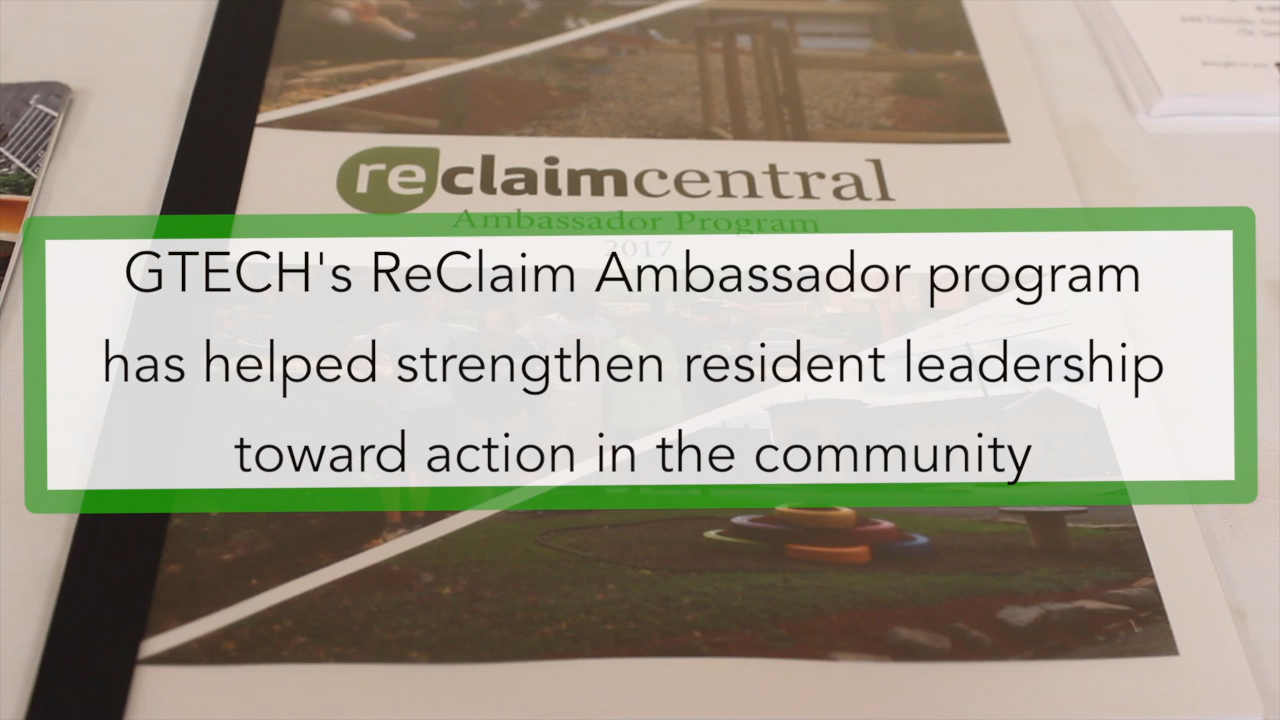 reclaimcentral
Ambassador Program
2017
GTECH's ReClaim Ambassador program
has helped strengthen resident leadership
toward action in the community